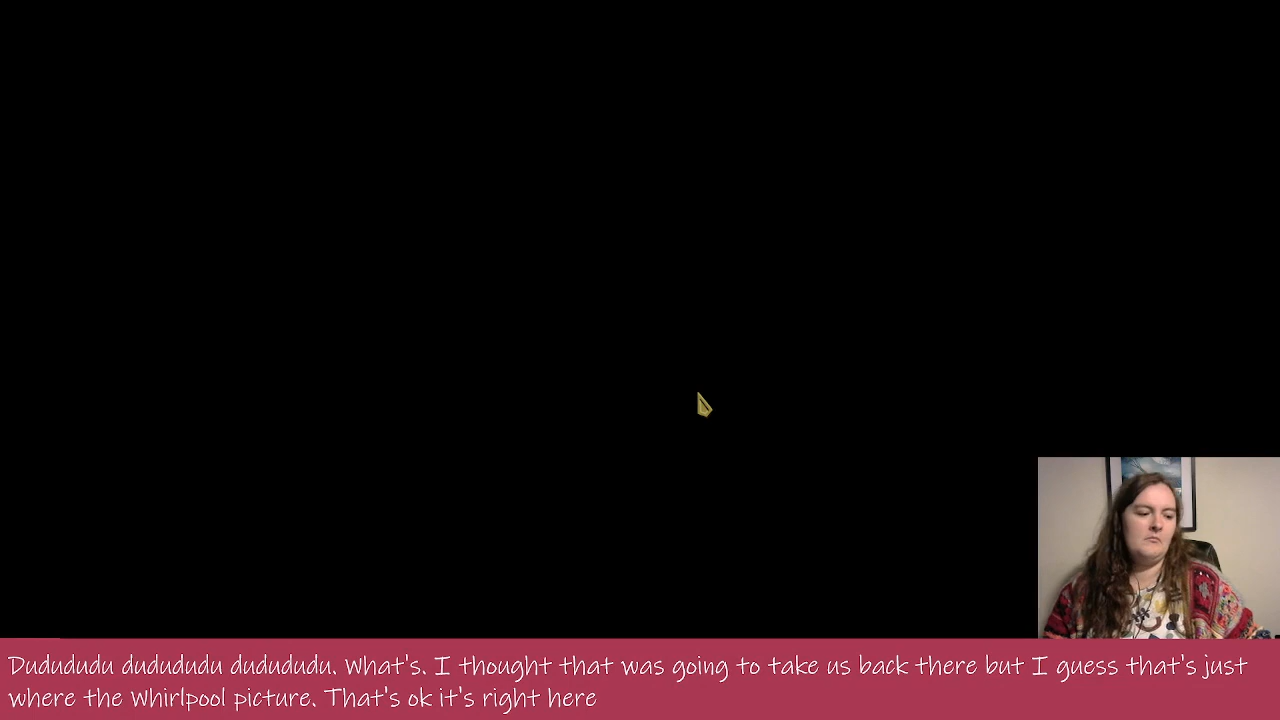 Dudududu dudududu dudududu. What's. I thought that was going to take us back there but I guess that's just
where the Whirlpool picture. That's ok it's right here